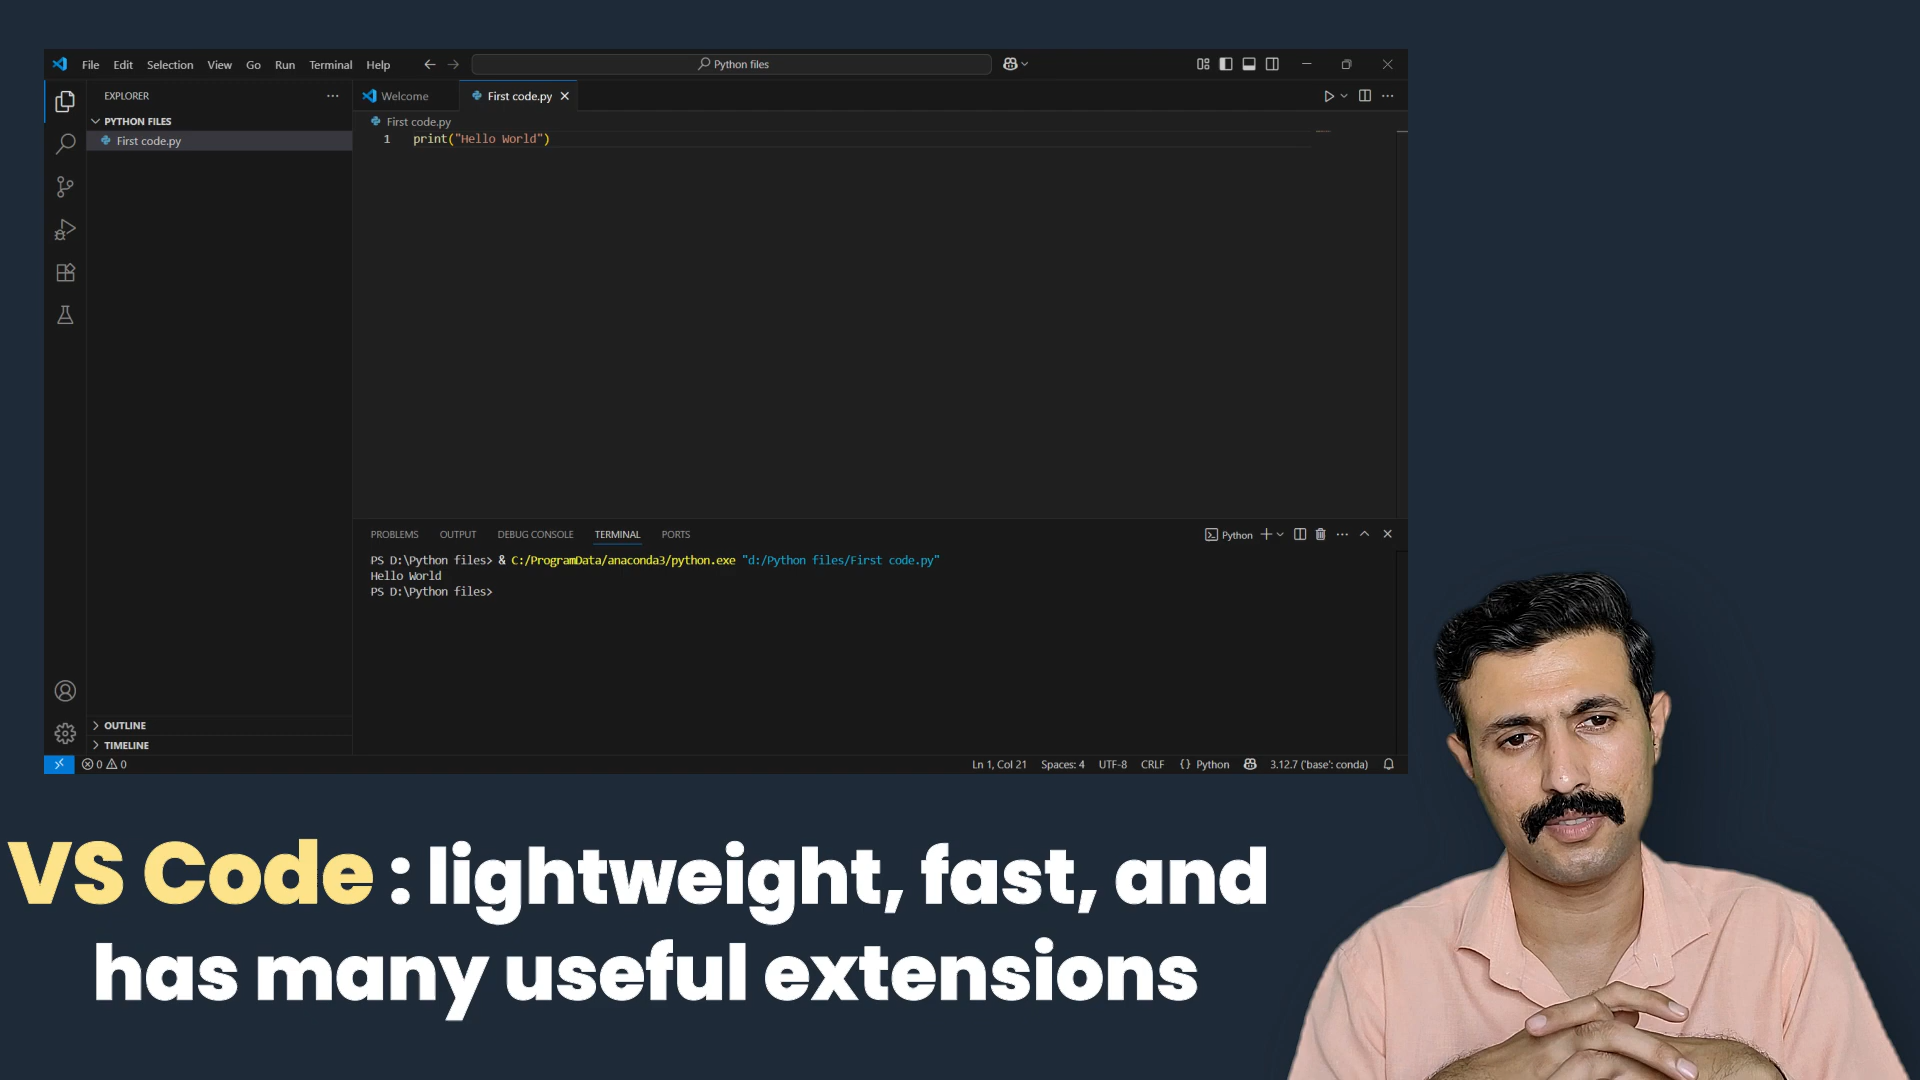 File Edit Selection View Go Run Terminal Help
Python files
EXPLORER
PYTHON FILES
First code.py
OUTLINE
TIMELINE
Welcome
First code.py
First code.py
1 print("Hello World")
PROBLEMS OUTPUT DEBUG CONSOLE TERMINAL PORTS
Python
PS D:\Python files> & C:/ProgramData/anaconda3/python.exe "d:/Python files/First code.py"
Hello World
PS D:\Python files>
0 0
Ln 1, Col 21 Spaces: 4 UTF-8 CRLF {} Python 3.12.7 ('base': conda)
VS Code : lightweight, fast, and
has many useful extensions